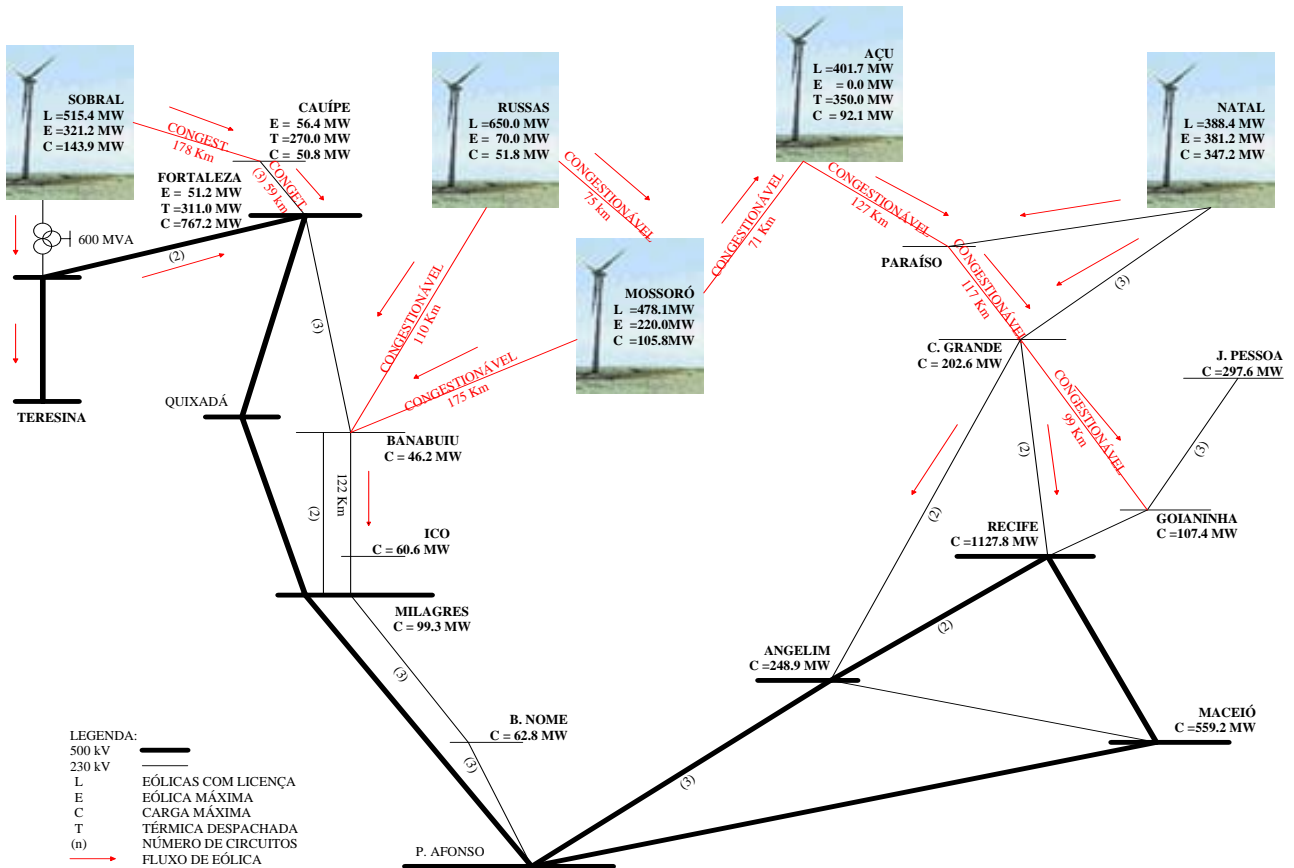 SOBRAL
L =515.4 MW
E =321.2 MW
C =143.9 MW
CAUÍPE
E = 56.4 MW
T =270.0 MW
C = 50.8 MW
RUSSAS
L =650.0 MW
E = 70.0 MW
C = 51.8 MW
AÇU
L =401.7 MW
E = 0.0 MW
T =350.0 MW
C = 92.1 MW
NATAL
L =388.4 MW
E =381.2 MW
C =347.2 MW
CONGEST
178 Km
CONGET
(3) 59 km
FORTALEZA
E = 51.2 MW
T =311.0 MW
C =767.2 MW
600 MVA
(2)
TERESINA
QUIXADÁ
(3)
CONGESTIONÁVEL
75 Km
CONGESTIONÁVEL
110 Km
CONGESTIONÁVEL
175 Km
MOSSORÓ
L =478.1MW
E =220.0MW
C =105.8MW
CONGESTIONÁVEL
71 Km
CONGESTIONÁVEL
127 Km
PARAÍSO
CONGESTIONÁVEL
117 Km
(3)
C. GRANDE
C =202.6 MW
J. PESSOA
C =297.6 MW
CONGESTIONÁVEL
99 Km
(3)
(2)
(2)
GOIANINHA
C =107.4 MW
BANABUIU
C = 46.2 MW
(2)
122 Km
ICO
C = 60.6 MW
MILAGRES
C = 99.3 MW
RECIFE
C =1127.8 MW
(2)
ANGELIM
C =248.9 MW
(3)
B. NOME
C = 62.8 MW
(3)
(3)
MACEIÓ
C =559.2 MW
P. AFONSO
LEGENDA:
500 kV
230 kV
L EÓLICAS COM LICENÇA
E EÓLICA MÁXIMA
C CARGA MÁXIMA
T TÉRMICA DESPACHADA
(n) NÚMERO DE CIRCUITOS
FLUXO DE EÓLICA